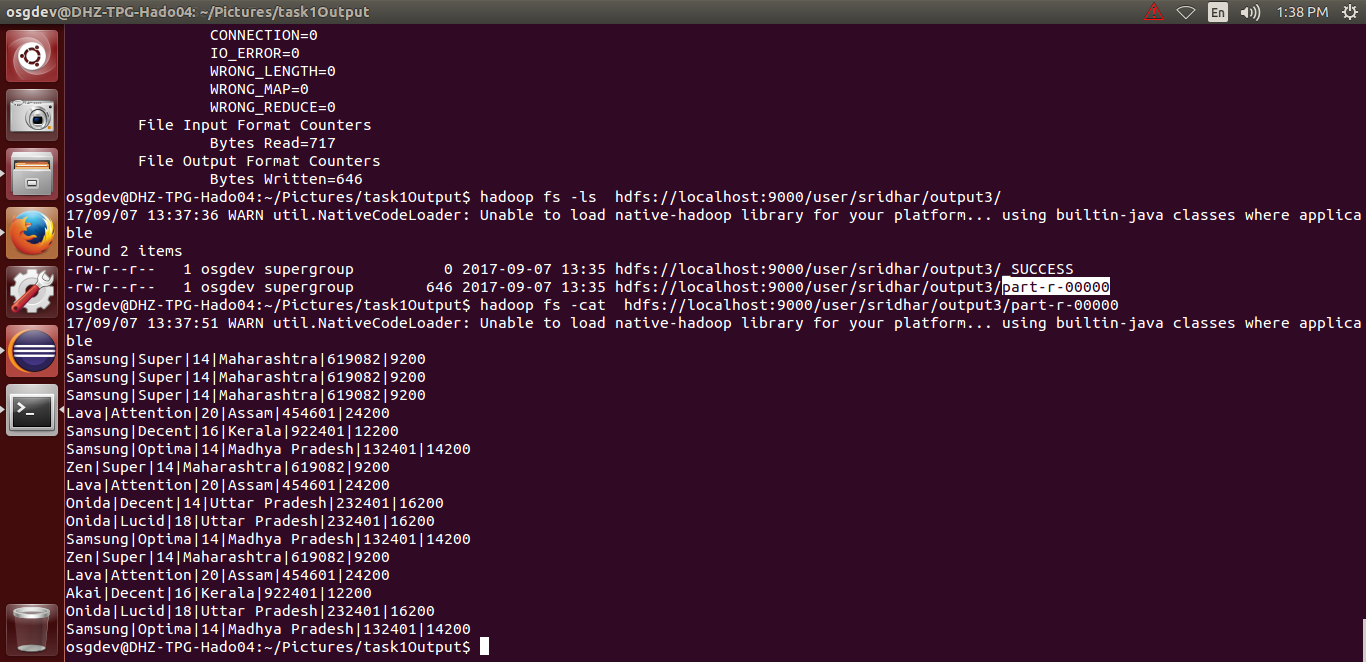 osgdev@DHZ-TPG-Hado04: ~/Pictures/task1Output
En
1:38 PM
CONNECTION=0
IO_ERROR=0
WRONG_LENGTH=0
WRONG_MAP=0
WRONG_REDUCE=0
File Input Format Counters
Bytes Read=717
File Output Format Counters
Bytes Written=646
osgdev@DHZ-TPG-Hado04:~/Pictures/task1Output$ hadoop fs -ls  hdfs://localhost:9000/user/sridhar/output3/
17/09/07 13:37:36 WARN util.NativeCodeLoader: Unable to load native-hadoop library for your platform... using builtin-java classes where applica
ble
Found 2 items
-rw-r--r--   1 osgdev supergroup          0 2017-09-07 13:35 hdfs://localhost:9000/user/sridhar/output3/_SUCCESS
-rw-r--r--   1 osgdev supergroup        646 2017-09-07 13:35 hdfs://localhost:9000/user/sridhar/output3/part-r-00000
osgdev@DHZ-TPG-Hado04:~/Pictures/task1Output$ hadoop fs -cat  hdfs://localhost:9000/user/sridhar/output3/part-r-00000
17/09/07 13:37:51 WARN util.NativeCodeLoader: Unable to load native-hadoop library for your platform... using builtin-java classes where applica
ble
Samsung|Super|14|Maharashtra|619082|9200
Samsung|Super|14|Maharashtra|619082|9200
Samsung|Super|14|Maharashtra|619082|9200
Lava|Attention|20|Assam|454601|24200
Samsung|Decent|16|Kerala|922401|12200
Samsung|Optima|14|Madhya Pradesh|132401|14200
Zen|Super|14|Maharashtra|619082|9200
Lava|Attention|20|Assam|454601|24200
Onida|Decent|14|Uttar Pradesh|232401|16200
Onida|Lucid|18|Uttar Pradesh|232401|16200
Samsung|Optima|14|Madhya Pradesh|132401|14200
Zen|Super|14|Maharashtra|619082|9200
Lava|Attention|20|Assam|454601|24200
Akai|Decent|16|Kerala|922401|12200
Onida|Lucid|18|Uttar Pradesh|232401|16200
Samsung|Optima|14|Madhya Pradesh|132401|14200
osgdev@DHZ-TPG-Hado04:~/Pictures/task1Output$